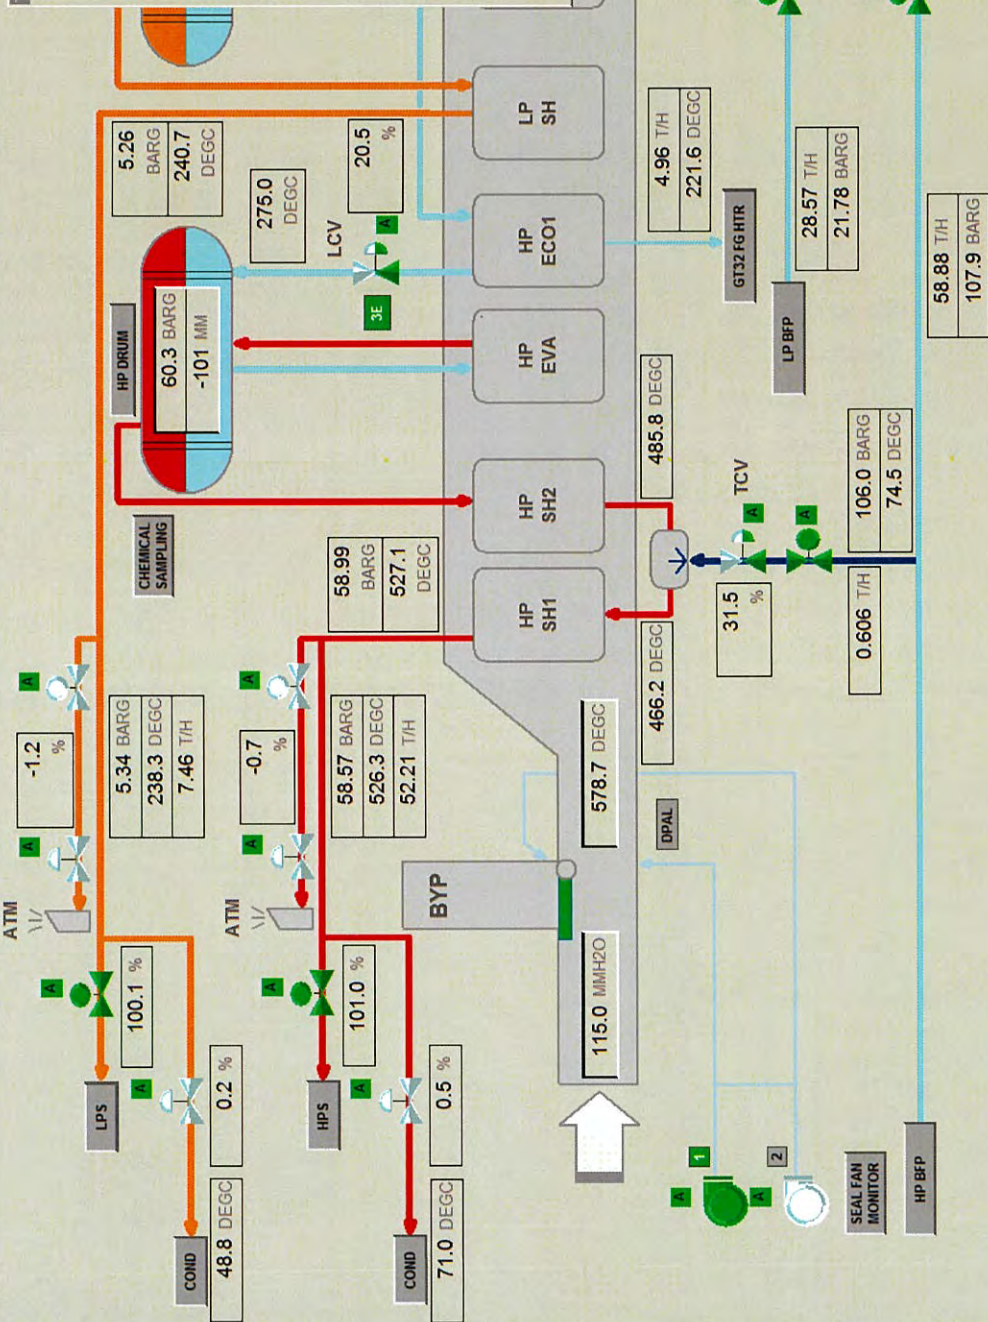 ATM
A
A
-1.2
%
5.34 BARG
238.3 DEGC
7.46 T/H
A
100.1 %
LPS
A
0.2 %
COND
48.8 DEGC
5.26
BARG
240.7
DEGC
HP DRUM
60.3 BARG
-101 MM
275.0
DEGC
LCV
20.5
%
A
3E
CHEMICAL
SAMPLING
58.99
BARG
527.1
DEGC
ATM
A
A
-0.7
%
58.57 BARG
526.3 DEGC
52.21 T/H
A
101.0 %
HPS
A
0.5 %
COND
71.0 DEGC
BYP
115.0 MMH2O
578.7 DEGC
HP
SH1
HP
SH2
HP
EVA
HP
ECO1
LP
SH
DPAL
466.2 DEGC
485.8 DEGC
TCV
A
A
31.5
%
0.606 T/H
106.0 BARG
74.5 DEGC
4.96 T/H
221.6 DEGC
GT32 FG HTR
LP BFP
28.57 T/H
21.78 BARG
58.88 T/H
107.9 BARG
A
1
A
2
SEAL FAN
MONITOR
HP BFP